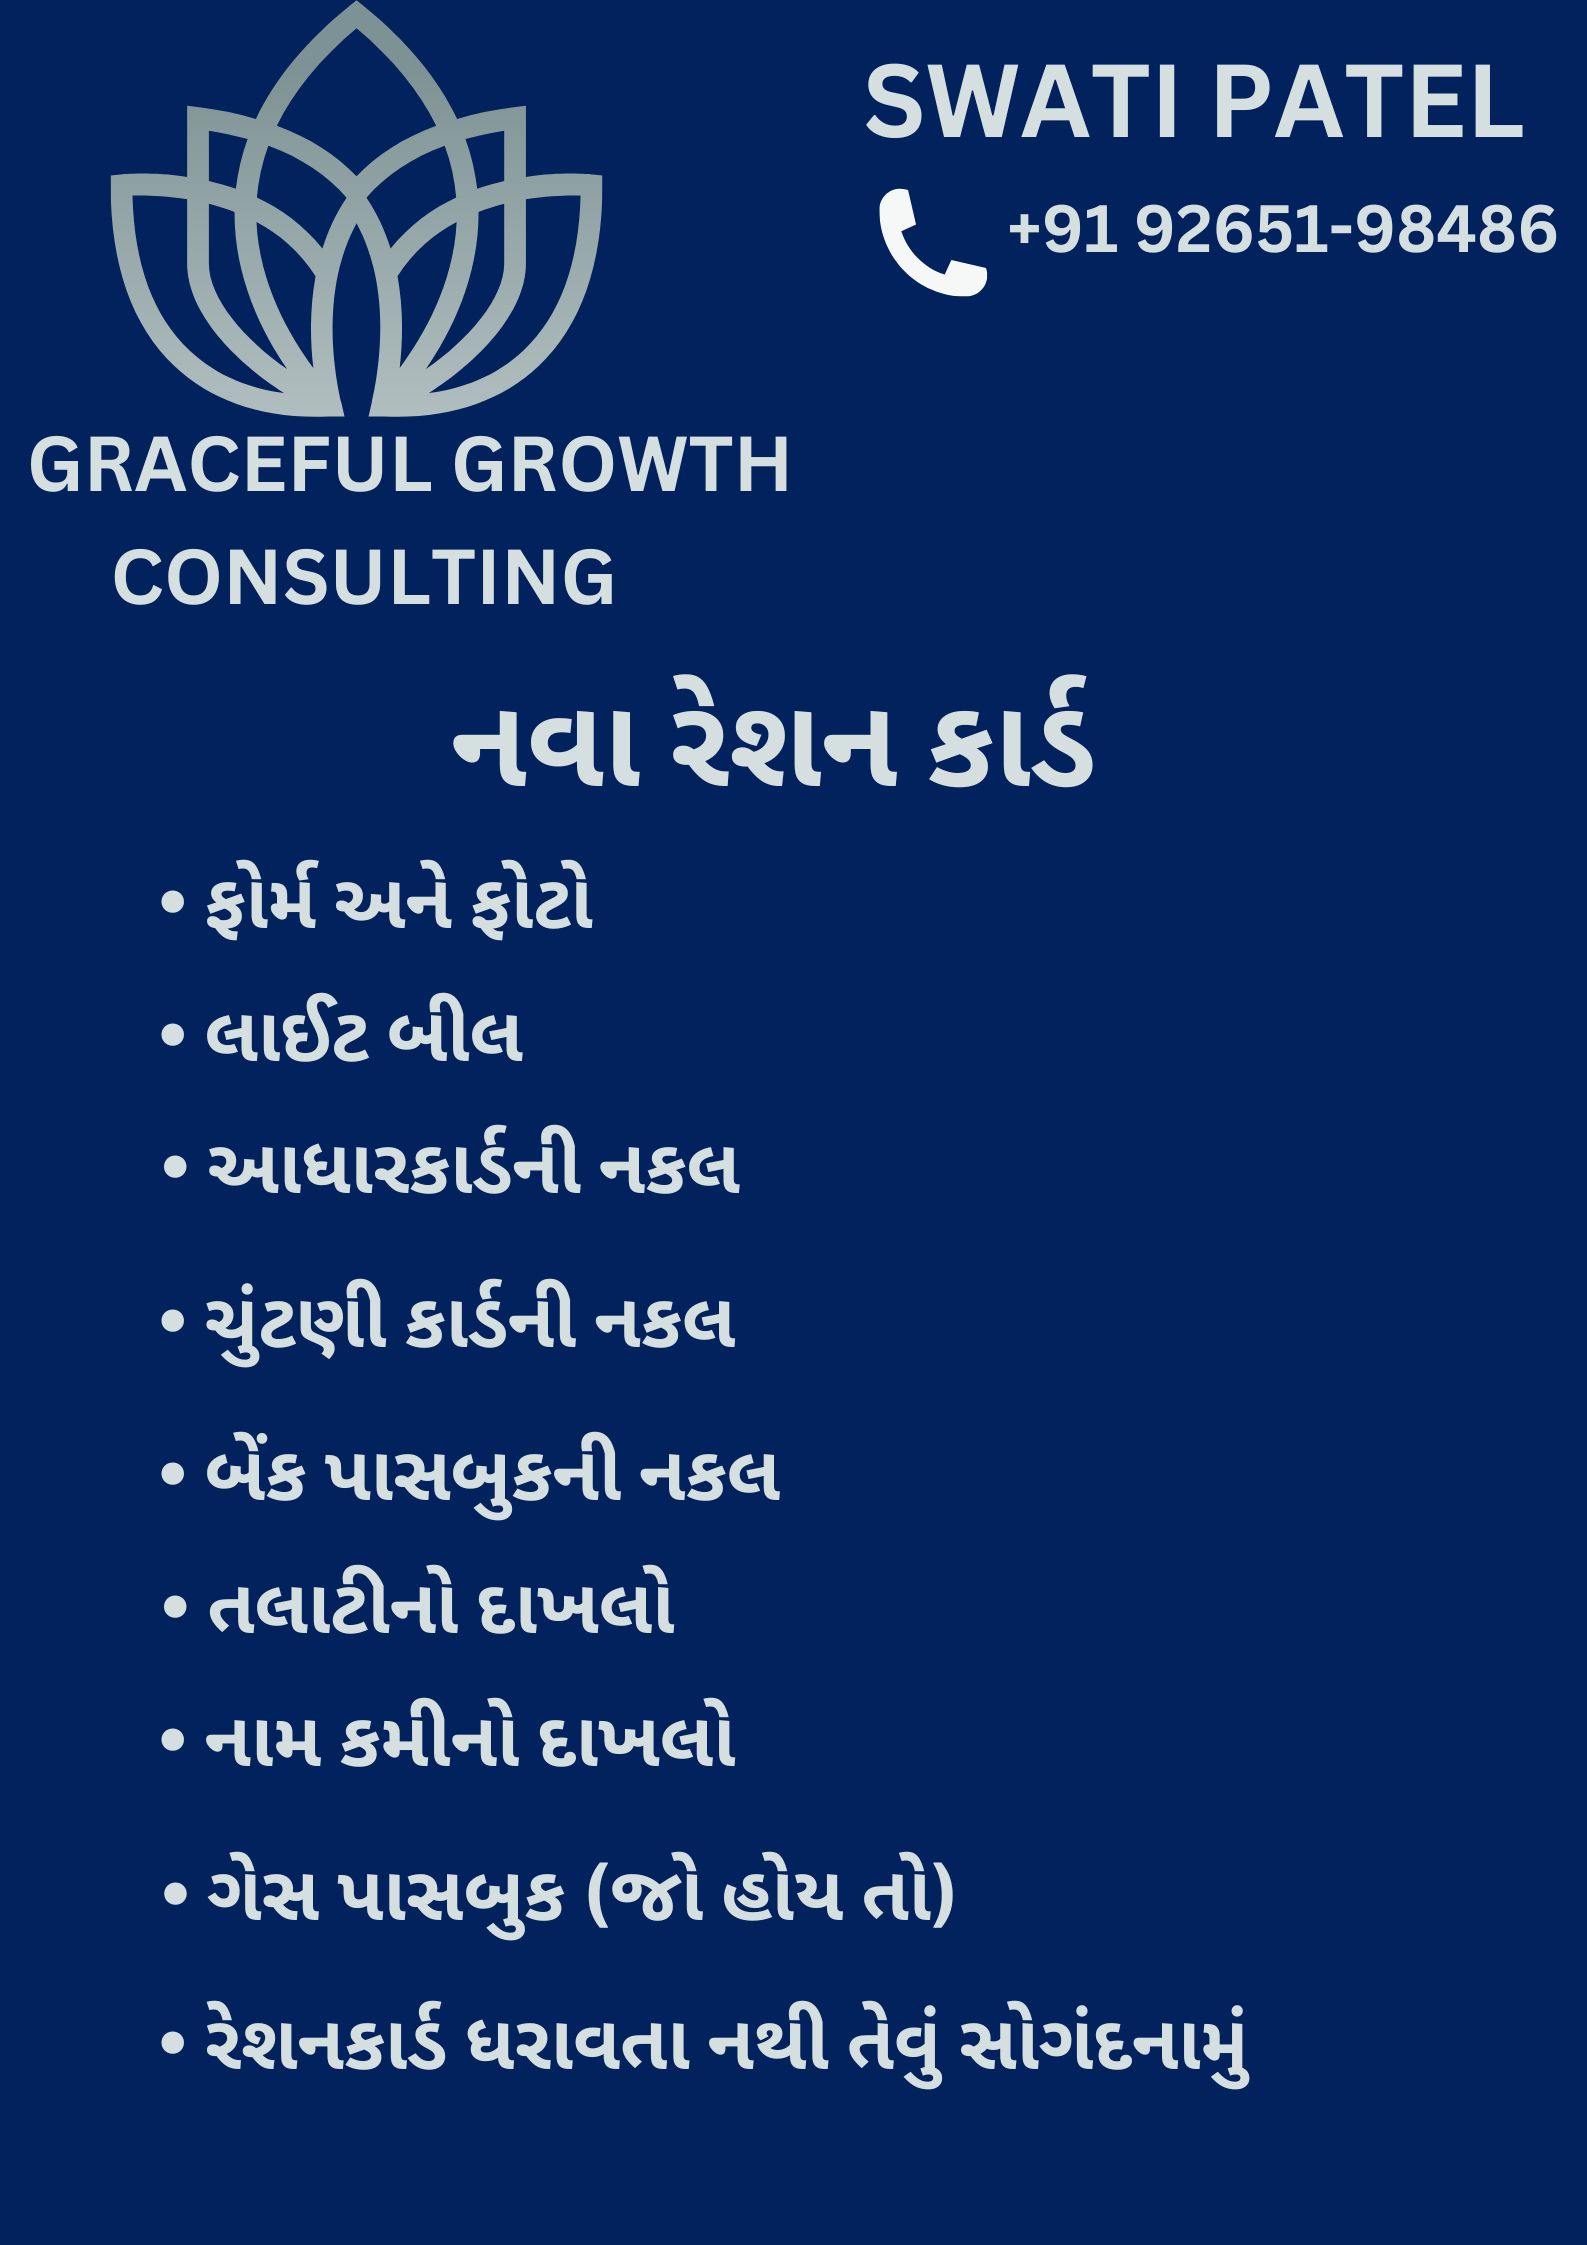 SWATI PATEL
+91 92651-98486
GRACEFUL GROWTH
CONSULTING
નવા રેશન કાર્ડ
• ફોર્મ અને ફોટો
• લાઈટ બીલ
• આધારકાર્ડની નકલ
• ચુંટણી કાર્ડની નકલ
• બેંક પાસબુકની નકલ
• તલાટીનો દાખલો
• નામ કમીનો દાખલો
• ગેસ પાસબુક (જો હોય તો)
• રેશનકાર્ડ ધરાવતા નથી તેવું સોગંદનામું